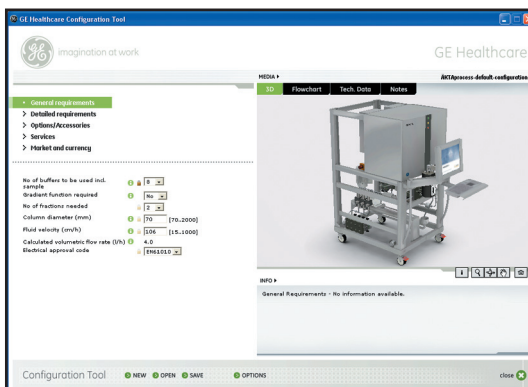 GE Healthcare Configuration Tool
imagination at work
GE Healthcare
MEDIA
ÄKTAprocess-default-configuration
3D Flowchart Tech. Data Notes
General requirements
Detailed requirements
Options/Accessories
Services
Market and currency
No of buffers to be used incl. sample 8
Gradient function required No
No of fractions needed 2
Column diameter (mm) 70 [70..2000]
Fluid velocity (cm/h) 106 [15..1000]
Calculated volumetric flow rate (l/h) 4.0
Electrical approval code EN61010
INFO
General Requirements - No information available.
Configuration Tool NEW OPEN SAVE OPTIONS close